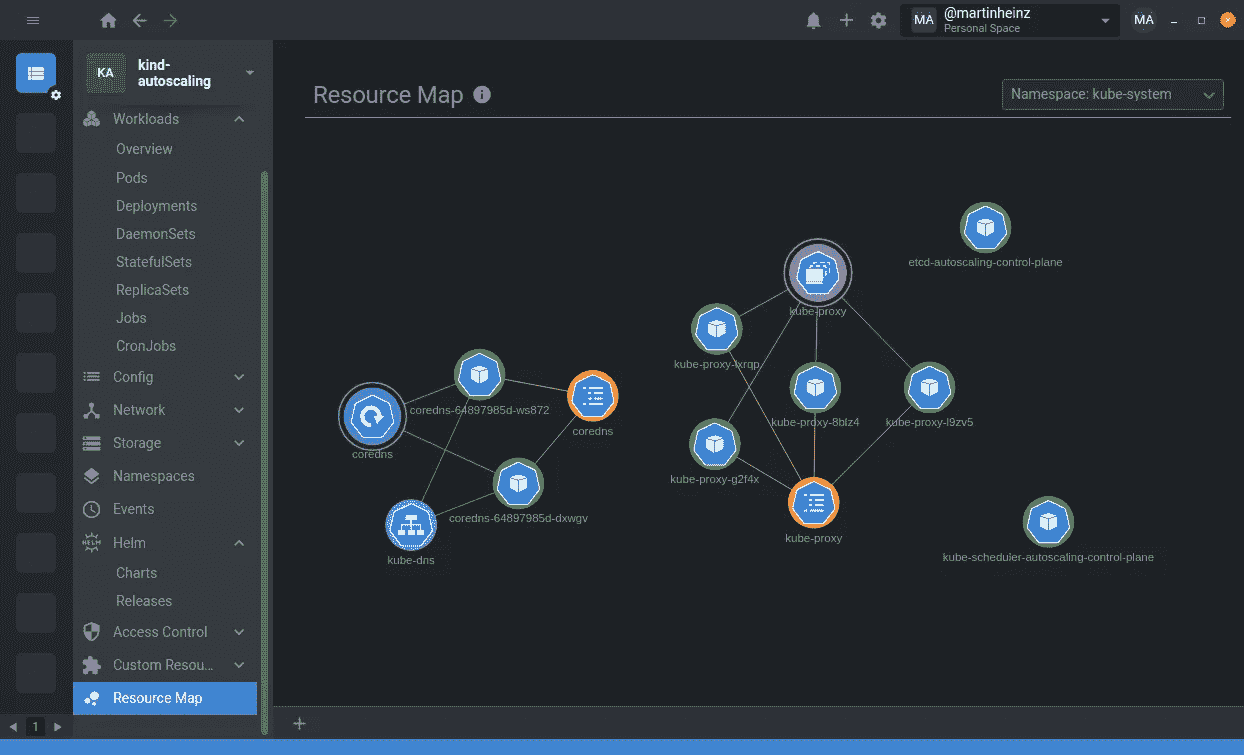 MA
@martinheinz
Personal Space
MA
KA
kind-
autoscaling
Workloads
Overview
Pods
Deployments
DaemonSets
StatefulSets
ReplicaSets
Jobs
CronJobs
Config
Network
Storage
Namespaces
Events
HELM
Helm
Charts
Releases
Access Control
Custom Resou...
Resource Map
1
Resource Map
Namespace: kube-system
etcd-autoscaling-control-plane
kube-proxy
kube-proxy-lxrqp
coredns-64897985d-ws872
kube-proxy-8blz4
kube-proxy-l9zv5
coredns
coredns
kube-proxy-g2f4x
coredns-64897985d-dxwgv
kube-proxy
kube-dns
kube-scheduler-autoscaling-control-plane